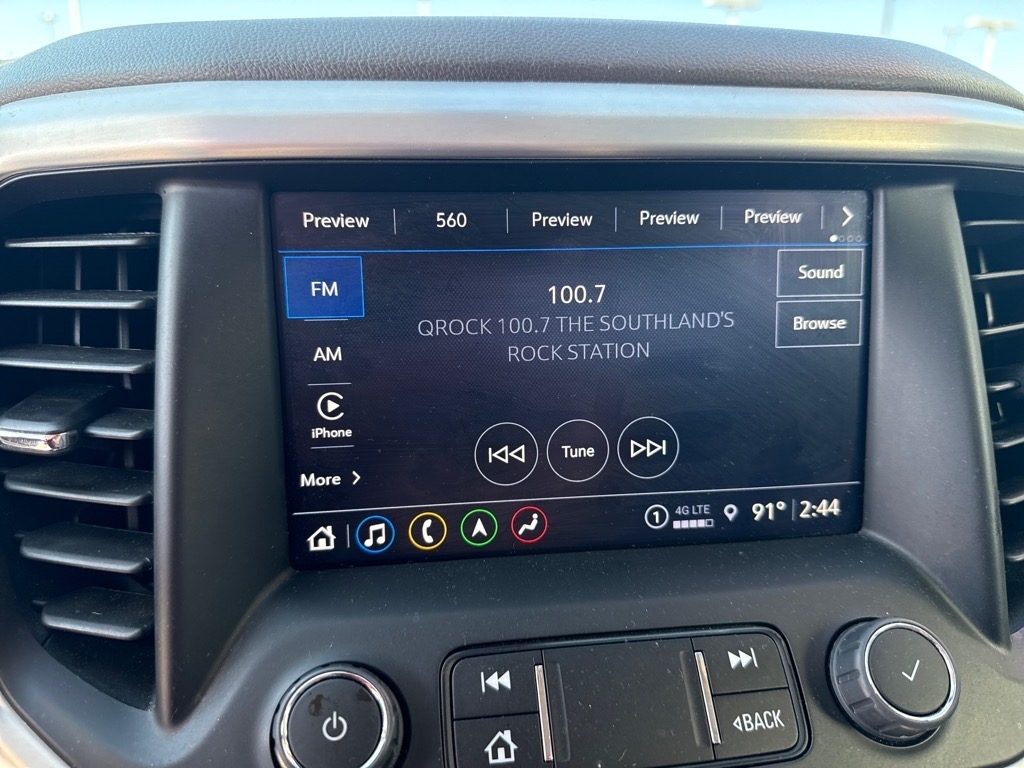 Preview 560 Preview Preview Preview
FM
Sound
100.7
Browse
QROCK 100.7 THE SOUTHLAND'S
ROCK STATION
AM
iPhone
Tune
More
1 4G LTE 91° 2:44
BACK